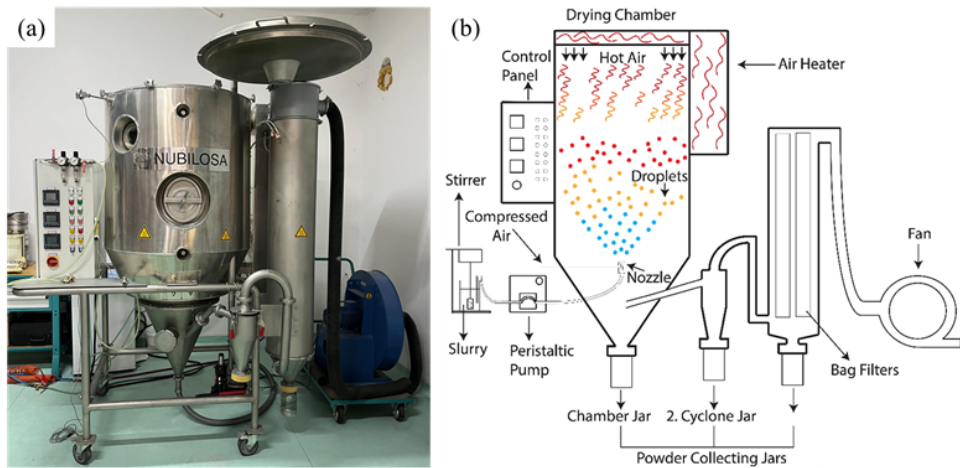 (a)
NUBILOSA
(b)
Drying Chamber
Control
Panel
Hot Air
Air Heater
Droplets
Stirrer
Compressed
Air
Nozzle
Fan
Slurry
Peristaltic
Pump
Bag Filters
Chamber Jar
2. Cyclone Jar
Powder Collecting Jars